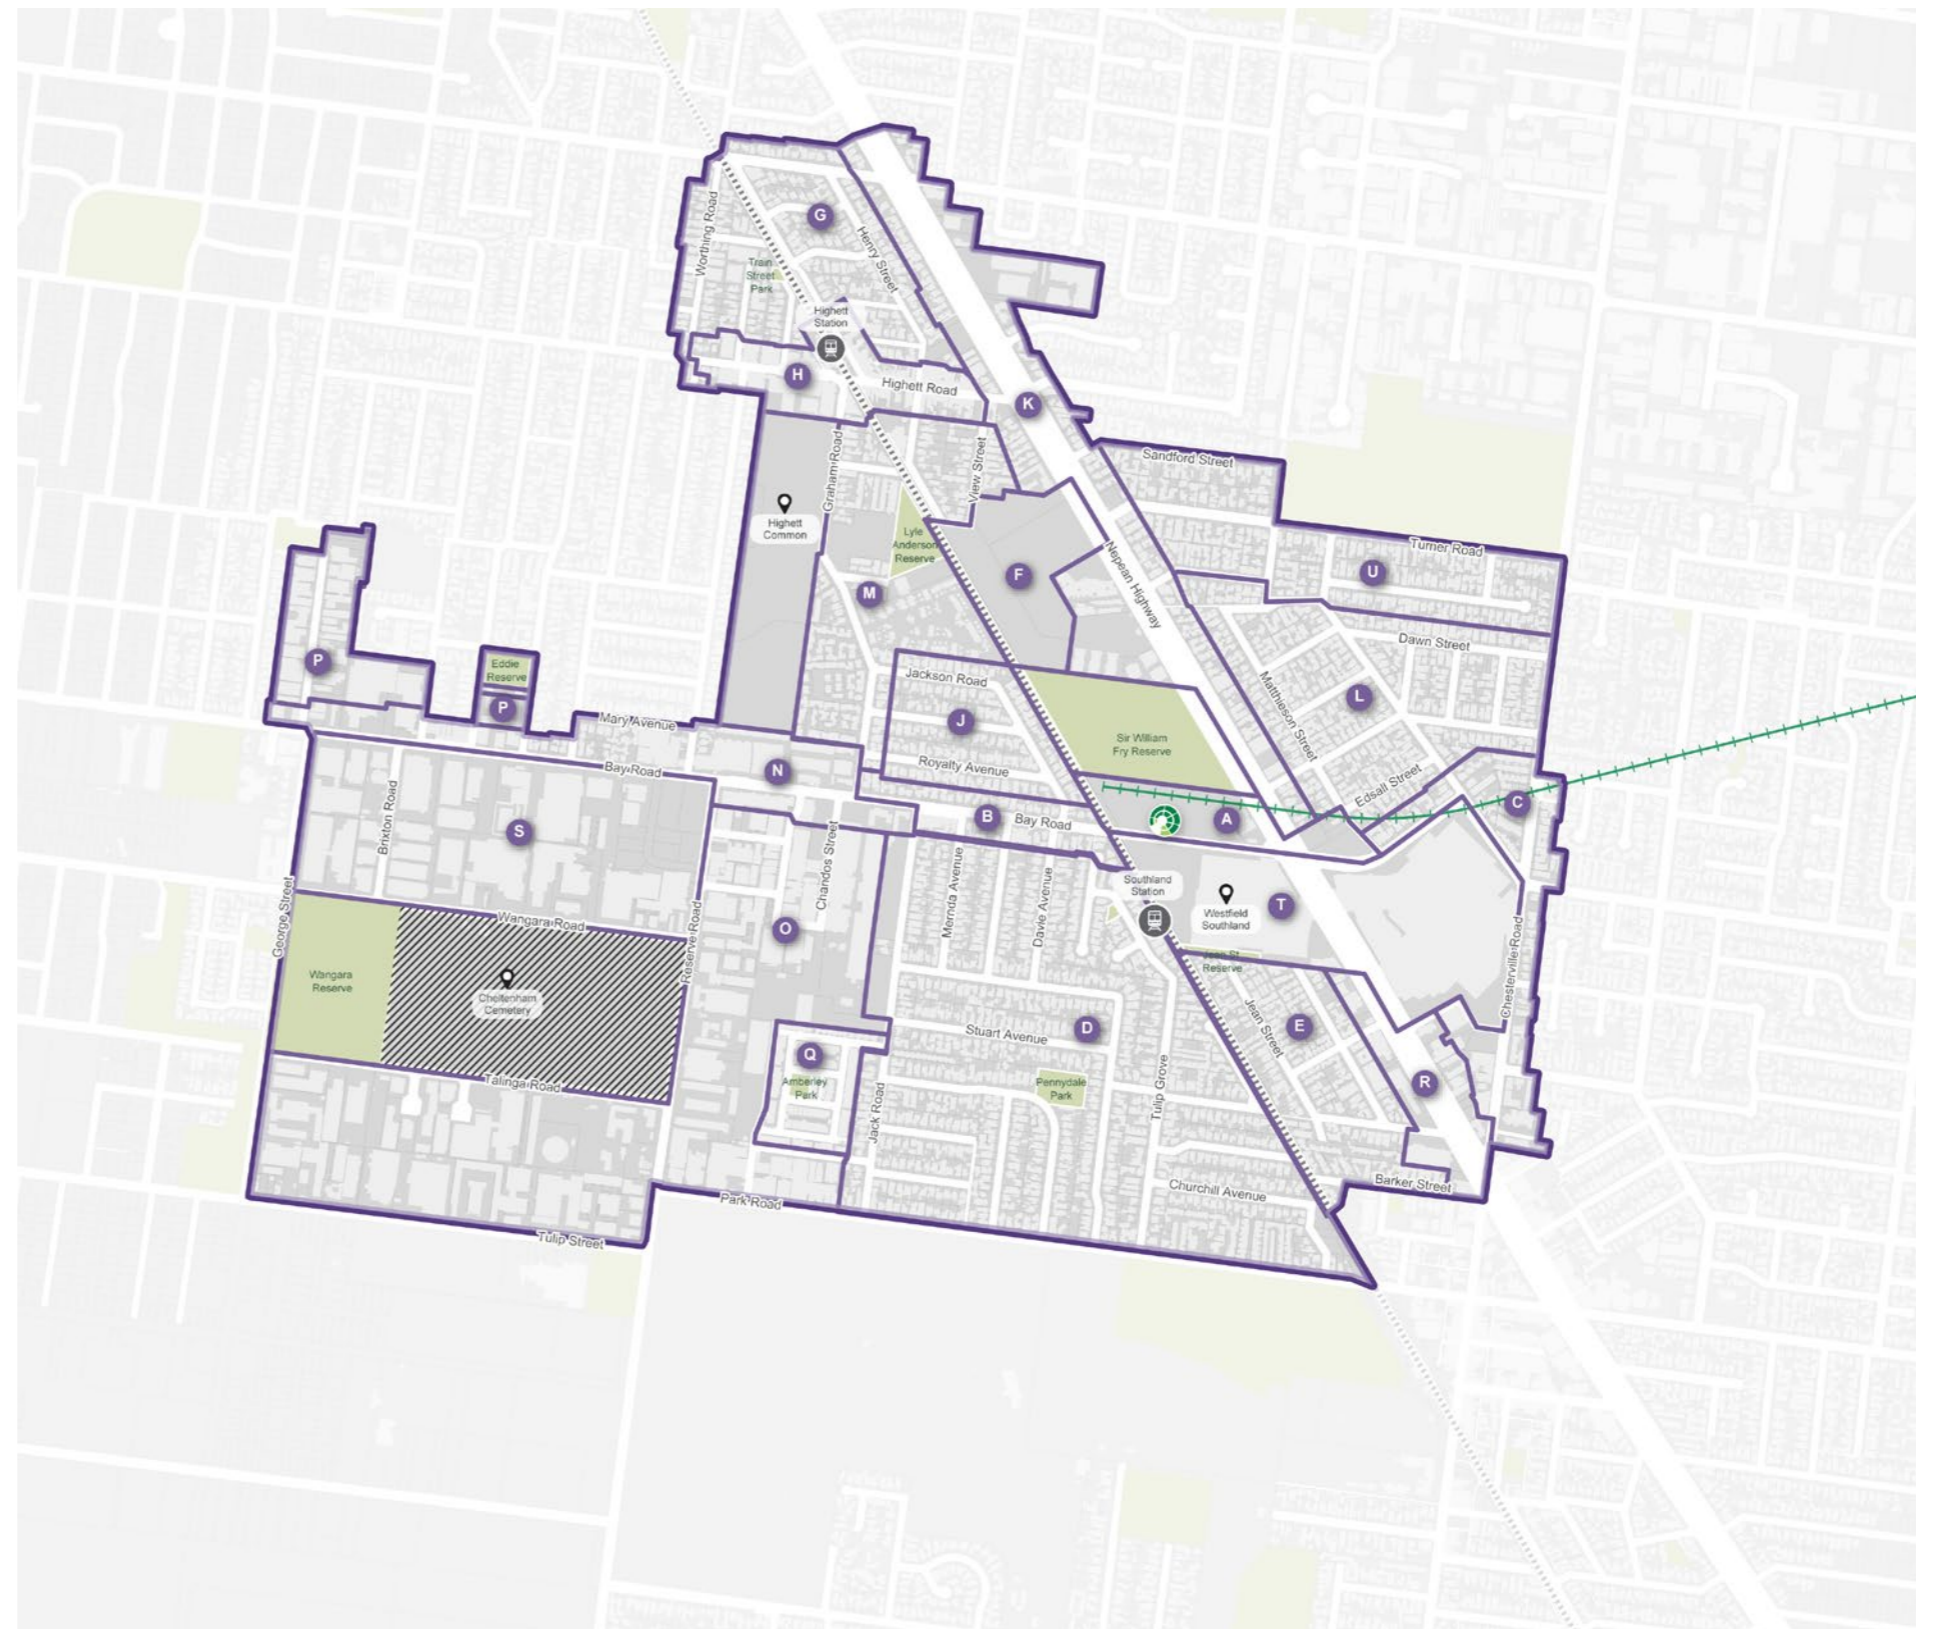 G
Worthing Road
Henry Street
Train
Street
Park
Highett
Station
H
Highett Road
K
Graham Road
View Street
Sandford Street
Highett
Common
Lyle
Anderson
Reserve
Turner Road
U
F
M
Nepean Highway
Dawn Street
P
Eddie
Reserve
P
Mary Avenue
Jackson Road
J
Royalty Avenue
Matthieson Street
L
Sir William
Fry Reserve
Bay Road
N
Edsall Street
C
Brixton Road
S
B
Bay Road
A
Chandos Street
Southland
Station
Westfield
Southland
T
George Street
Wangara Road
Reserve Road
O
Mernda Avenue
Davie Avenue
Jean St
Reserve
Chesterville Road
Wangara
Reserve
Cheltenham
Cemetery
Stuart Avenue
D
Jean Street
E
Q
Amberley
Park
Pennydale
Park
R
Talinga Road
Jack Road
Tulip Grove
Churchill Avenue
Barker Street
Park Road
Tulip Street